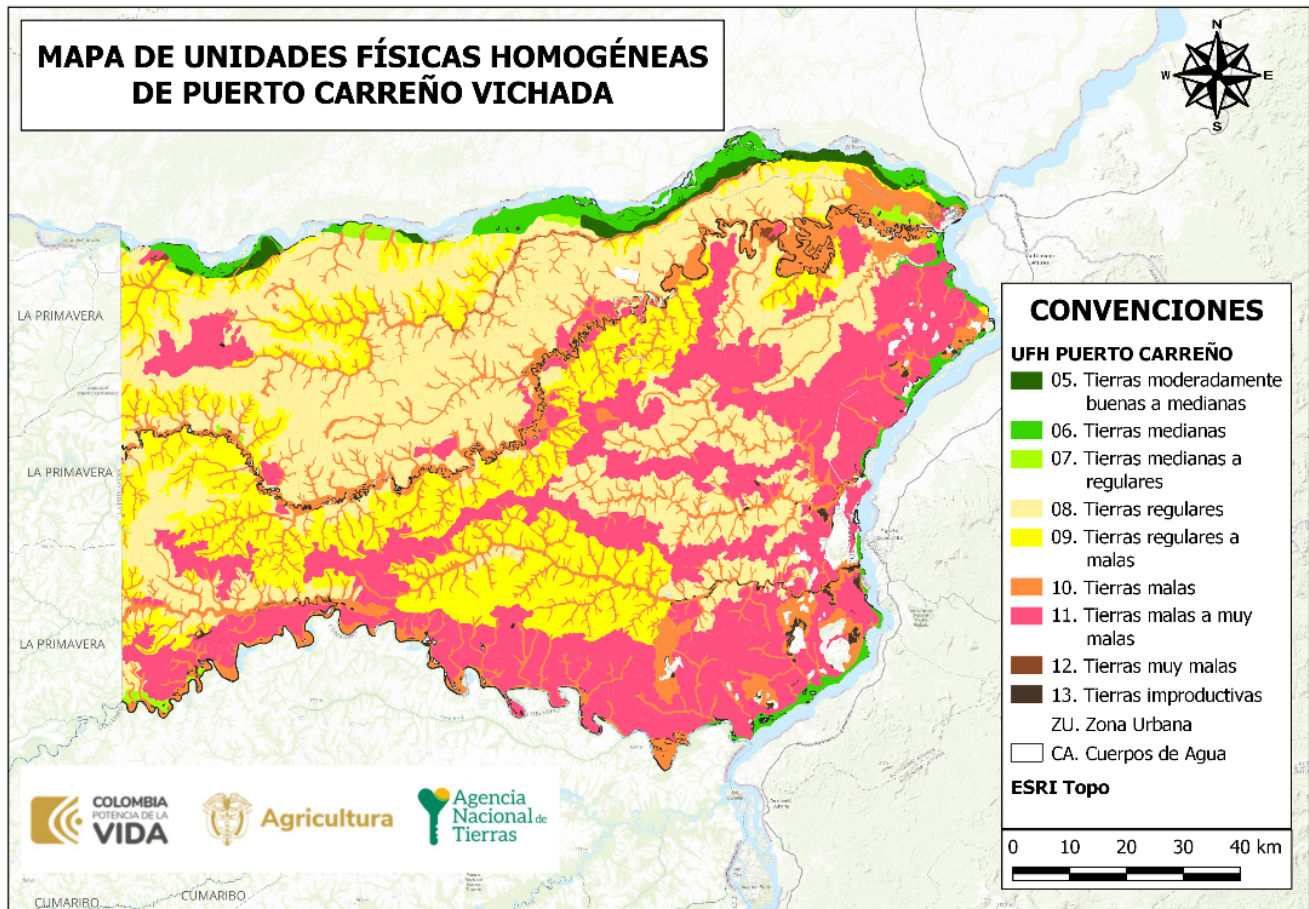 MAPA DE UNIDADES FÍSICAS HOMOGÉNEAS
DE PUERTO CARREÑO VICHADA
N
W
E
S
LA PRIMAVERA
LA PRIMAVERA
LA PRIMAVERA
CUMARIBO
CUMARIBO
CONVENCIONES
UFH PUERTO CARREÑO
05. Tierras moderadamente
buenas a medianas
06. Tierras medianas
07. Tierras medianas a
regulares
08. Tierras regulares
09. Tierras regulares a
malas
10. Tierras malas
11. Tierras malas a muy
malas
12. Tierras muy malas
13. Tierras improductivas
ZU. Zona Urbana
CA. Cuerpos de Agua
ESRI Topo
0 10 20 30 40 km
COLOMBIA
POTENCIA DE LA
VIDA
Agricultura
Agencia
Nacional de
Tierras